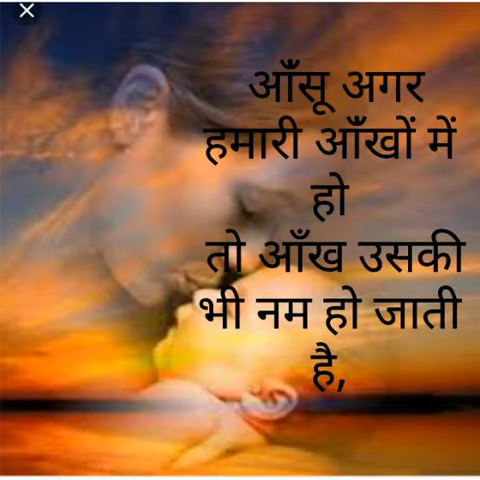 आँसू अगर
हमारी आँखों में
हो
तो आँख उसकी
भी नम हो जाती
है,